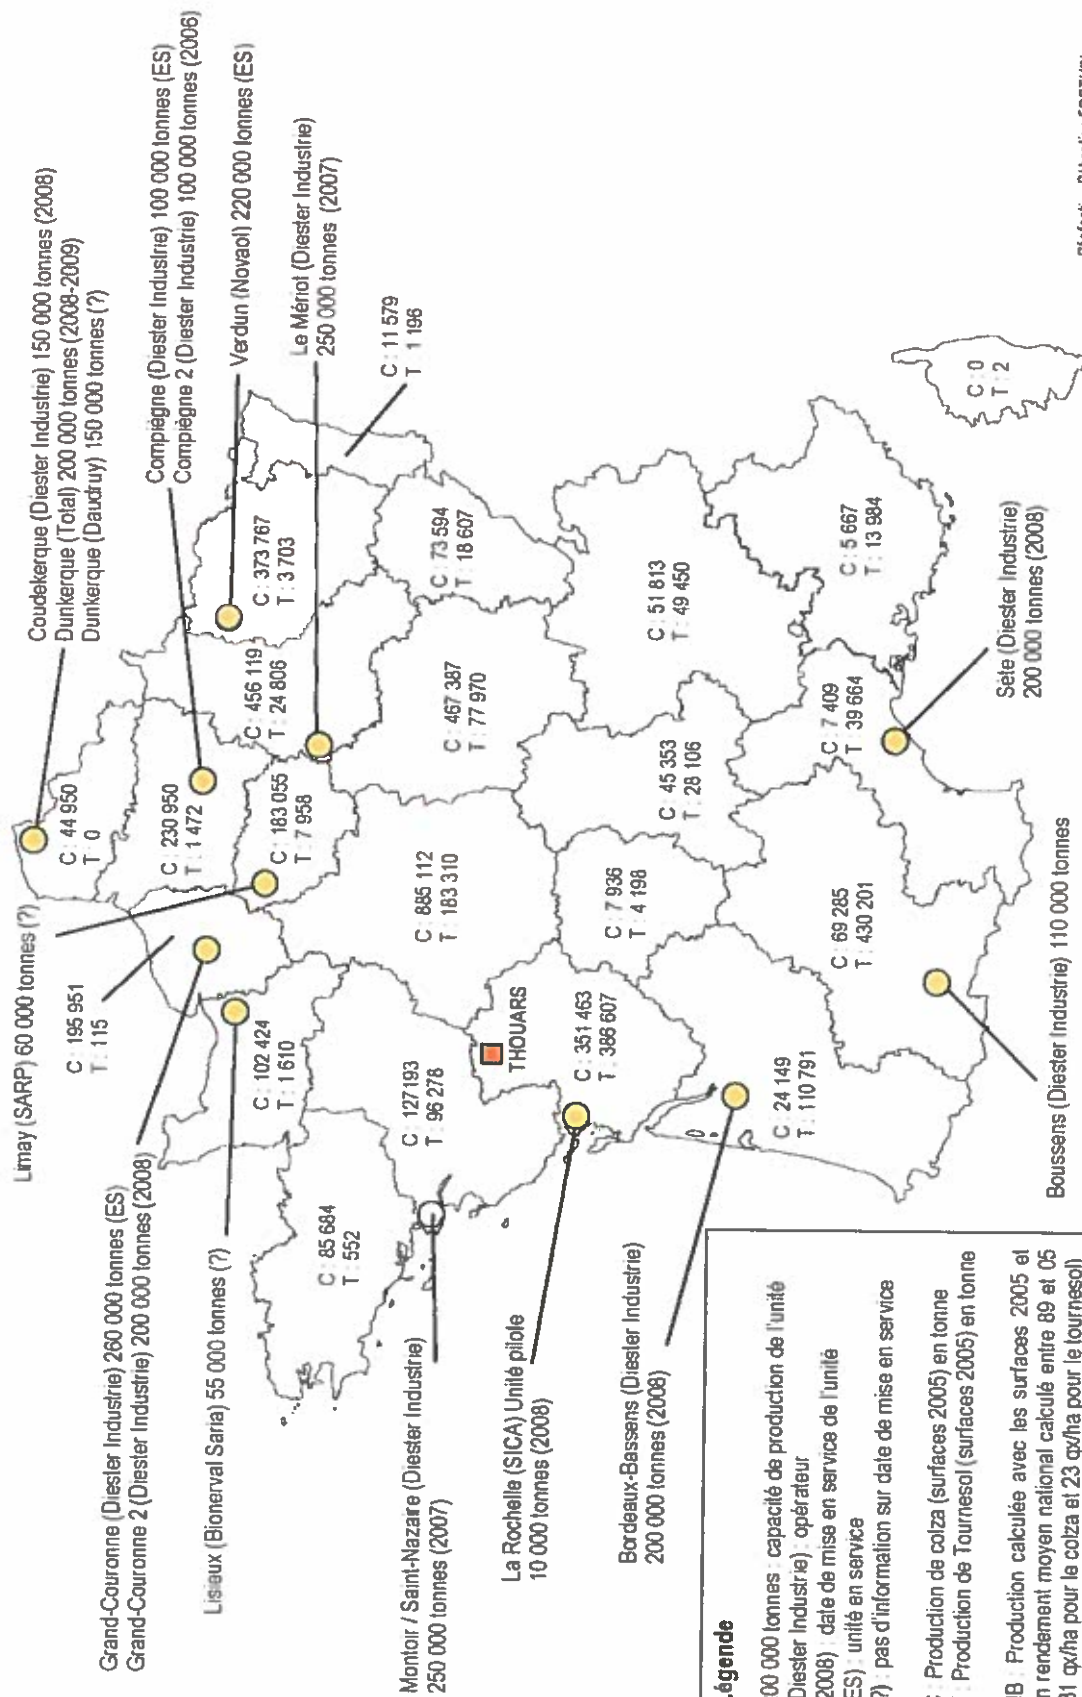 Coudekerque (Diester Industrie) 150 000 tonnes (2008)
Dunkerque (Total) 200 000 tonnes (2008-2009)
Dunkerque (Daudruy) 150 000 tonnes (?)
Limay (SARP) 60 000 tonnes (?)
Compiègne (Diester Industrie) 100 000 tonnes (ES)
Compiègne 2 (Diester Industrie) 100 000 tonnes (2006)
Grand-Couronne (Diester Industrie) 260 000 tonnes (ES)
Grand-Couronne 2 (Diester Industrie) 200 000 tonnes (2008)
Verdun (Novaol) 220 000 tonnes (ES)
Lisieux (Bionerval Saria) 55 000 tonnes (?)
Le Mériot (Diester Industrie)
250 000 tonnes (2007)
C : 44 950
T : 0
C : 195 951
T : 115
C : 230 950
T : 1 472
C : 102 424
T : 1 610
C : 183 055
T : 7 958
C : 456 119
T : 24 806
C : 373 767
T : 3 703
C : 11 579
T : 1 196
C : 85 684
T : 552
C : 127 193
T : 96 278
C : 885 112
T : 183 310
C : 467 387
T : 77 970
C : 73 594
T : 18 607
Montoir / Saint-Nazaire (Diester Industrie)
250 000 tonnes (2007)
THOUARS
C : 351 463
T : 386 607
C : 7 936
T : 4 198
C : 45 353
T : 28 106
C : 51 813
T : 49 450
La Rochelle (SICA) Unité pilote
10 000 tonnes (2008)
Bordeaux-Bassens (Diester Industrie)
200 000 tonnes (2008)
C : 24 149
T : 110 791
C : 69 285
T : 430 201
C : 7 409
T : 39 664
C : 5 667
T : 13 984
C : 0
T : 2
Sète (Diester Industrie)
200 000 tonnes (2008)
Boussens (Diester Industrie) 110 000 tonnes
Légende
00 000 tonnes : capacité de production de l'unité
Diester Industrie) : opérateur
2008) : date de mise en service de l'unité
ES) : unité en service
?) : pas d'information sur date de mise en service
: Production de colza (surfaces 2005) en tonne
: Production de Tournesol (surfaces 2005) en tonne
NB : Production calculée avec les surfaces 2005 et
n rendement moyen national calculé entre 89 et 05
31 qx/ha pour le colza et 23 qx/ha pour le tournesol)